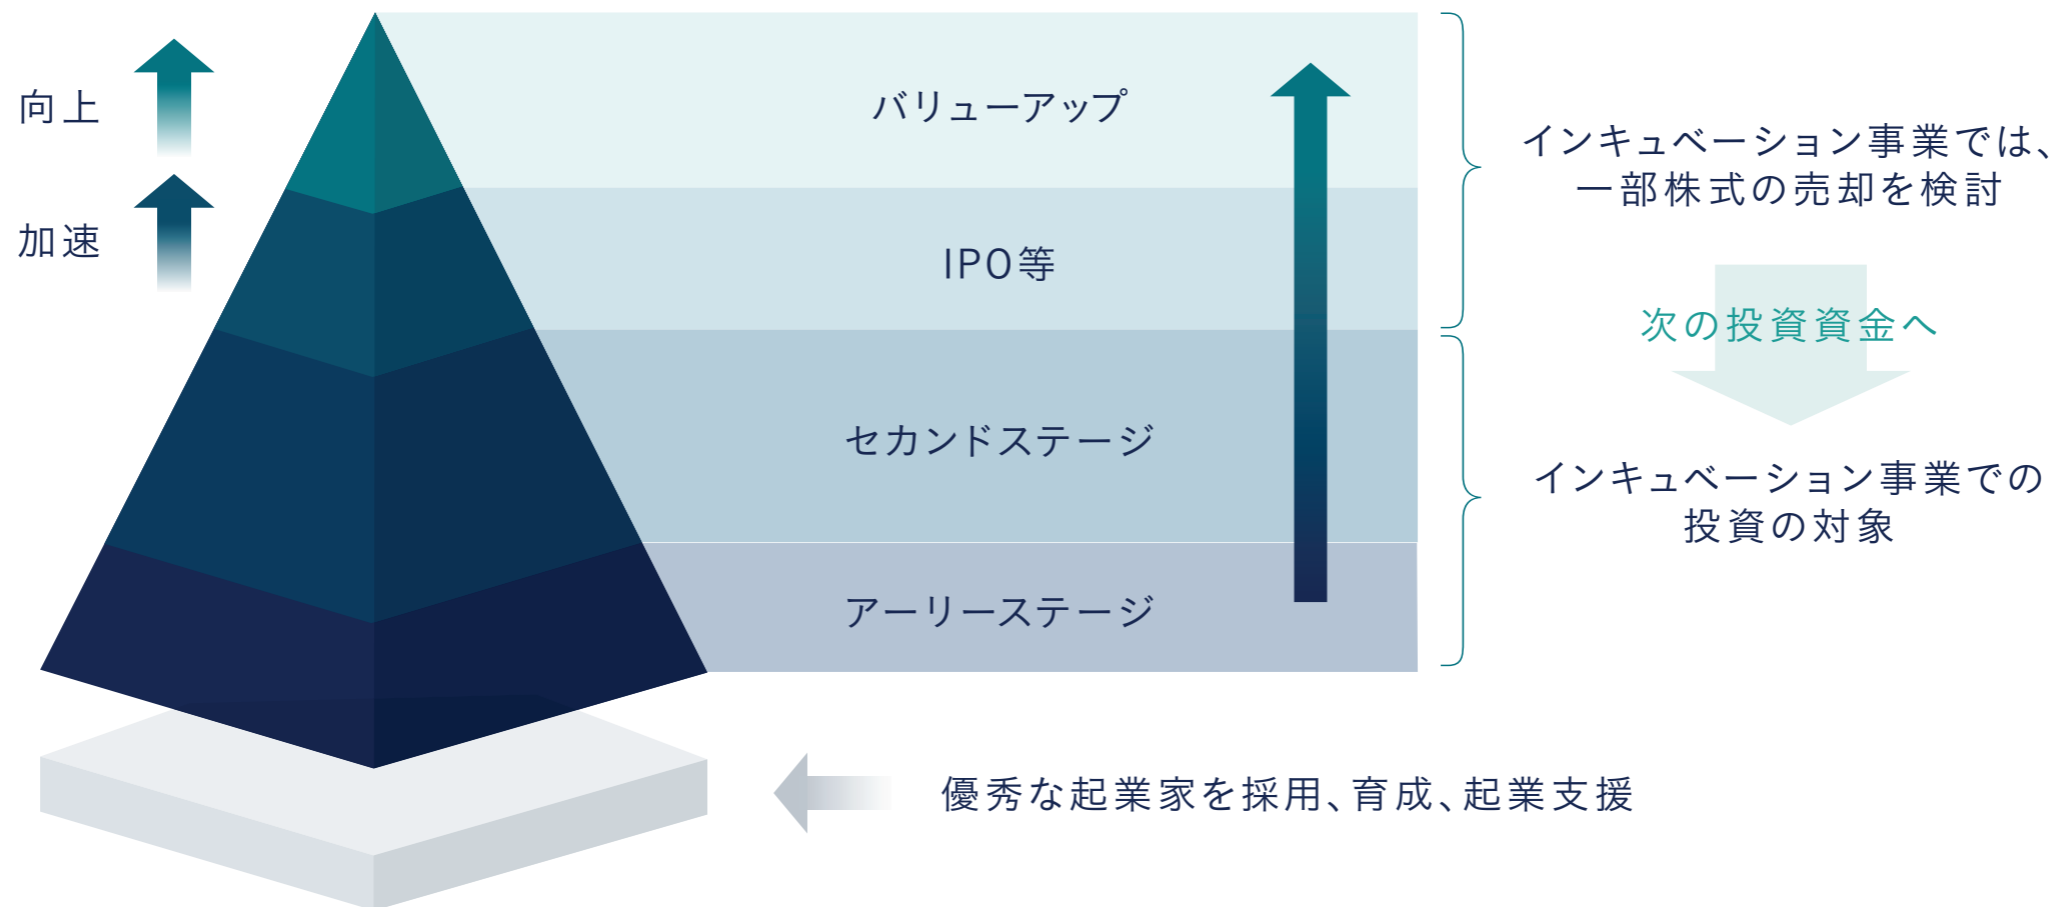 向上
加速
バリューアップ
IPO等
セカンドステージ
アーリーステージ
インキュベーション事業では、
一部株式の売却を検討
次の投資資金へ
インキュベーション事業での
投資の対象
優秀な起業家を採用、育成、起業支援